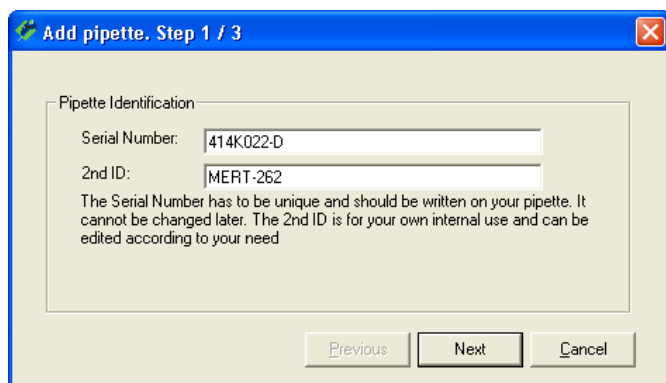 Add pipette. Step 1 / 3
Pipette Identification
Serial Number: 414K022-D
2nd ID: MERT-262
The Serial Number has to be unique and should be written on your pipette. It
cannot be changed later. The 2nd ID is for your own internal use and can be
edited according to your need
Previous Next Cancel